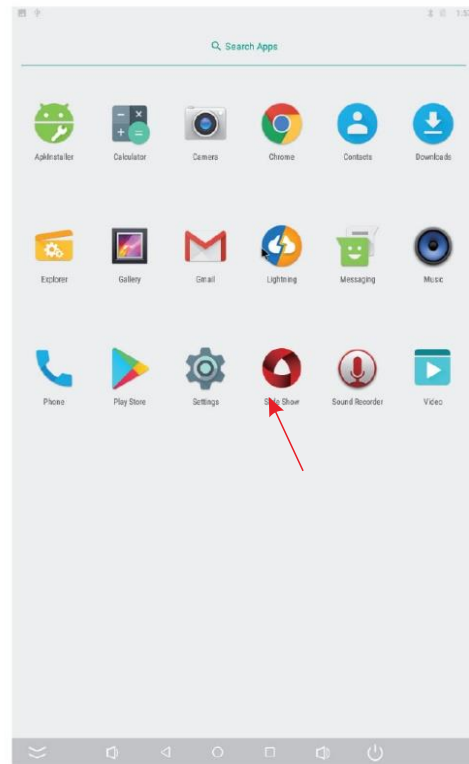 Search Apps
ApkInstaller Calculator Camera Chrome Contacts Downloads
Explorer Gallery Gmail Lightning Messaging Music
Phone Play Store Settings Slide Show Sound Recorder Video